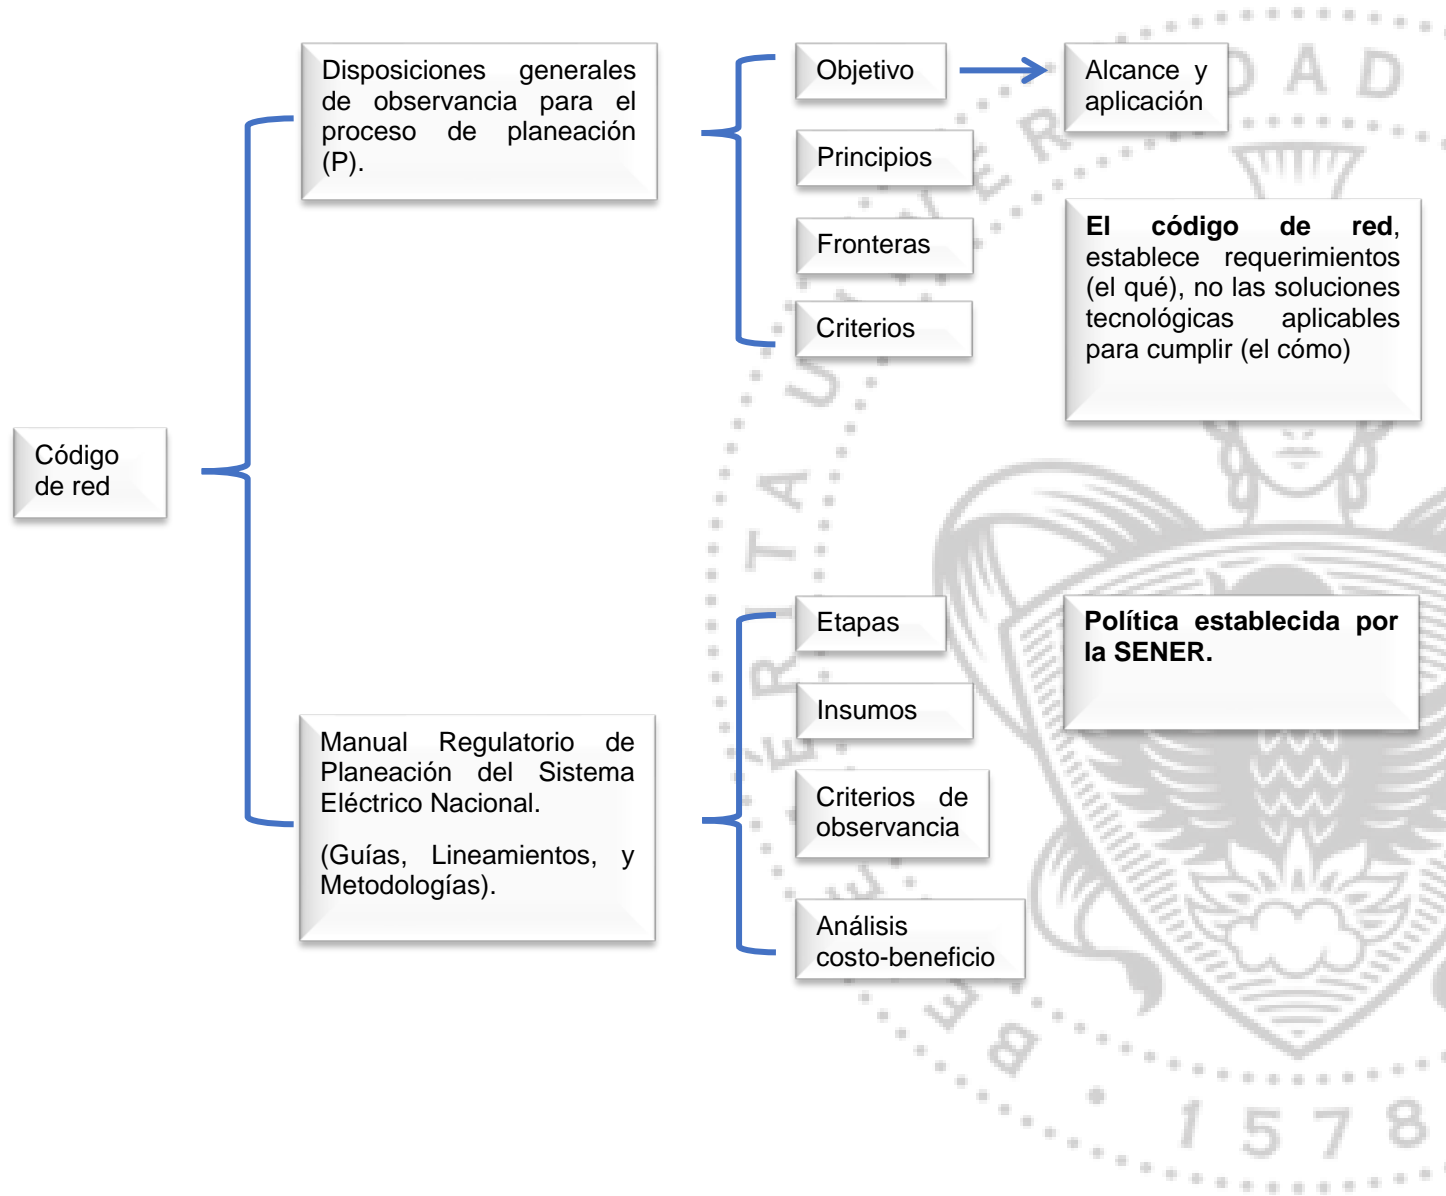 Código
de red
Disposiciones generales
de observancia para el
proceso de planeación
(P).
Objetivo
Alcance y
aplicación
Principios
Fronteras
Criterios
El código de red,
establece requerimientos
(el qué), no las soluciones
tecnológicas aplicables
para cumplir (el cómo)
Manual Regulatorio de
Planeación del Sistema
Eléctrico Nacional.
(Guías, Lineamientos, y
Metodologías).
Etapas
Insumos
Criterios de
observancia
Análisis
costo-beneficio
Política establecida por
la SENER.
1578